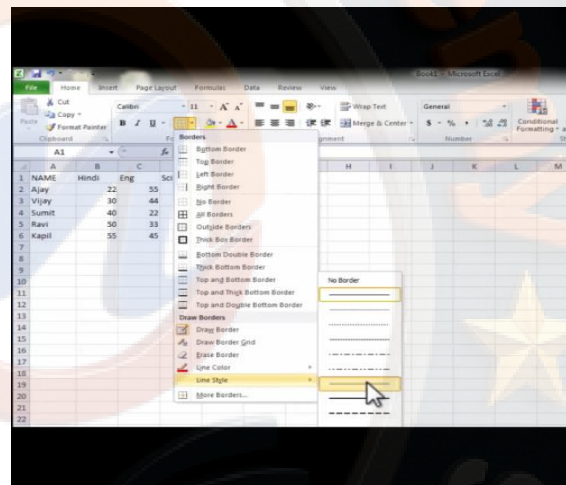 Book1 - Microsoft Excel
File Home Insert Page Layout Formulas Data Review View
Cut
Copy
Format Painter
Paste
Clipboard
Calibri 11 A A
B I U
Wrap Text
Merge & Center
General
$ % ,
Number
Conditional
Formatting
A1 fx
A B C H I J K L M
1 NAME Hindi Eng Sci
2 Ajay 22 55
3 Vijay 30 44
4 Sumit 40 22
5 Ravi 50 33
6 Kapil 55 45
7
8
9
10
11
12
13
14
15
16
17
18
19
20
21
22
Borders
Bottom Border
Top Border
Left Border
Right Border
No Border
All Borders
Outside Borders
Thick Box Border
Bottom Double Border
Thick Bottom Border
Top and Bottom Border
Top and Thick Bottom Border
Top and Double Bottom Border
Draw Borders
Draw Border
Draw Border Grid
Erase Border
Line Color
Line Style
More Borders...
No Border